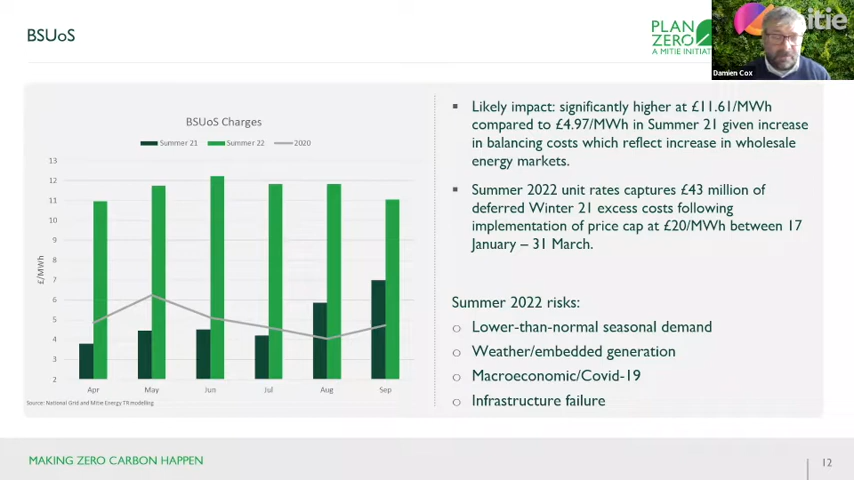 BSUoS
PLAN
ZERO
A MITIE INITIATI
itie
Damien Cox
BSUoS Charges
Summer 21 Summer 22 2020
13
12
11
10
9
8
7
6
5
4
3
2
£/MWh
Apr May Jun Jul Aug Sep
Source: National Grid and Mitie Energy TR modelling
▪ Likely impact: significantly higher at £11.61/MWh
compared to £4.97/MWh in Summer 21 given increase
in balancing costs which reflect increase in wholesale
energy markets.
▪ Summer 2022 unit rates captures £43 million of
deferred Winter 21 excess costs following
implementation of price cap at £20/MWh between 17
January – 31 March.
Summer 2022 risks:
o Lower-than-normal seasonal demand
o Weather/embedded generation
o Macroeconomic/Covid-19
o Infrastructure failure
MAKING ZERO CARBON HAPPEN
12